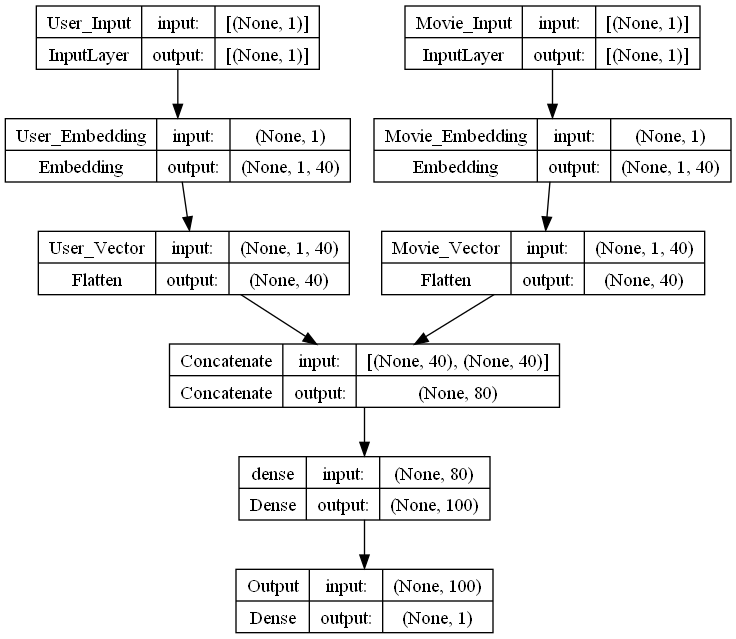 User_Input input: [(None, 1)]
InputLayer output: [(None, 1)]
Movie_Input input: [(None, 1)]
InputLayer output: [(None, 1)]
User_Embedding input: (None, 1)
Embedding output: (None, 1, 40)
Movie_Embedding input: (None, 1)
Embedding output: (None, 1, 40)
User_Vector input: (None, 1, 40)
Flatten output: (None, 40)
Movie_Vector input: (None, 1, 40)
Flatten output: (None, 40)
Concatenate input: [(None, 40), (None, 40)]
Concatenate output: (None, 80)
dense input: (None, 80)
Dense output: (None, 100)
Output input: (None, 100)
Dense output: (None, 1)